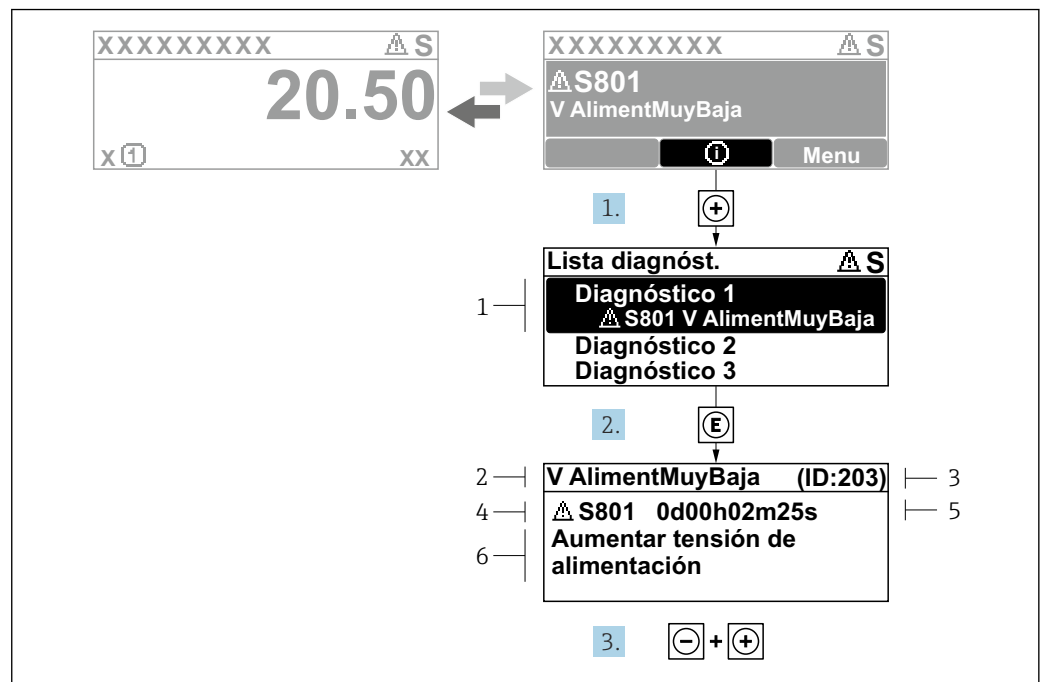 XXXXXXXXX ⚠ S
20.50
x ① xx
XXXXXXXXX ⚠ S
⚠ S801
V AlimentMuyBaja
ⓘ Menu
1. +
Lista diagnóst. ⚠ S
1
Diagnóstico 1
⚠ S801 V AlimentMuyBaja
Diagnóstico 2
Diagnóstico 3
2. E
2 V AlimentMuyBaja (ID:203) 3
4 ⚠ S801 0d00h02m25s 5
6
Aumentar tensión de
alimentación
3. - + +